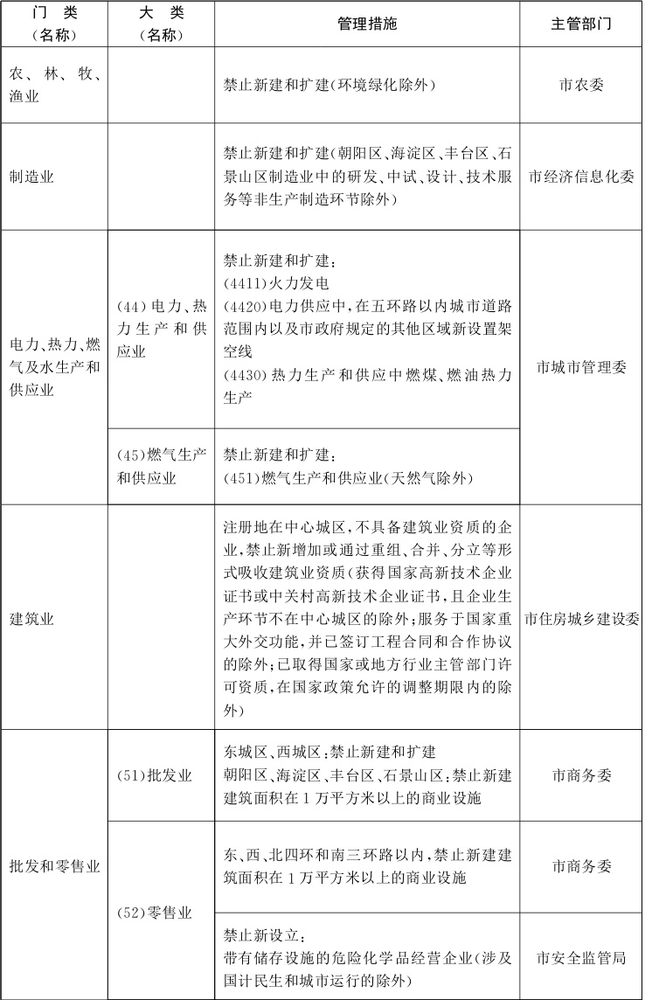 门 类
(名称)
大 类
(名称)
管理措施
主管部门
农、林、牧、
渔业
禁止新建和扩建(环境绿化除外)
市农委
制造业
禁止新建和扩建(朝阳区、海淀区、丰台区、石
景山区制造业中的研发、中试、设计、技术服
务等非生产制造环节除外)
市经济信息化委
电力、热力、燃
气及水生产和
供应业
(44)电力、热
力生产和供
应业
禁止新建和扩建:
(4411)火力发电
(4420)电力供应中,在五环路以内城市道路
范围内以及市政府规定的其他区域新设置架
空线
(4430)热力生产和供应中燃煤、燃油热力
生产
市城市管理委
(45)燃气生产
和供应业
禁止新建和扩建:
(451)燃气生产和供应业(天然气除外)
建筑业
注册地在中心城区,不具备建筑业资质的企
业,禁止新增加或通过重组、合并、分立等形
式吸收建筑业资质(获得国家高新技术企业
证书或中关村高新技术企业证书,且企业生
产环节不在中心城区的除外;服务于国家重
大外交功能,并已签订工程合同和合作协议
的除外;已取得国家或地方行业主管部门许
可资质,在国家政策允许的调整期限内的除
外)
市住房城乡建设委
批发和零售业
(51)批发业
东城区、西城区:禁止新建和扩建
朝阳区、海淀区、丰台区、石景山区:禁止新建
建筑面积在1万平方米以上的商业设施
市商务委
(52)零售业
东、西、北四环和南三环路以内,禁止新建建
筑面积在1万平方米以上的商业设施
市商务委
禁止新设立:
带有储存设施的危险化学品经营企业(涉及
国计民生和城市运行的除外)
市安全监管局